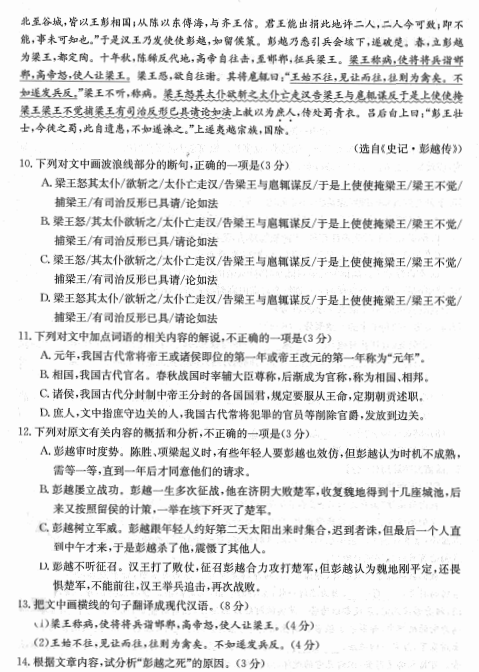 北至谷城,皆以王彭相国;从陈以东傅海,与齐王信。君王能出捐此地许二人,二人今可致;即不
能,事未可知也。”于是汉王乃发使使彭越,如留侯策。彭越乃悉引兵会垓下,遂破楚。春,立彭越
为梁王,都定陶。十年秋,陈豨反代地,高帝自往击,至邯郸,征兵梁王。梁王称病,使将将兵诣邯
郸,高帝怒,使人让梁王。梁王恐,欲自往谢。其将扈辄曰:“王始不往,见让而往,往则为禽矣。不
如遂发兵反。”梁王不听,称病。梁王怒其太仆欲斩之太仆亡走汉告梁王与扈辄谋反于是上使使掩
梁王梁王不觉捕梁王有司治反形已具请论如法上赦以为庶人,传处蜀青衣。吕后白上曰:“彭王壮
士,今徙之蜀,此自遗患,不如遂诛之。”上遂夷越宗族,国除。
(选自《史记·彭越传》)
10. 下列对文中画波浪线部分的断句,正确的一项是(3分)
A. 梁王怒其太仆/欲斩之/太仆亡走汉/告梁王与扈辄谋反/于是上使使掩梁王/梁王不觉/
捕梁王/有司治反形已具/请论如法
B. 梁王怒/其太仆欲斩之/太仆亡走汉/告梁王与扈辄谋反/于是上使使掩梁王/梁王不觉/
捕梁王/有司治反形已具/请论如法
C. 梁王怒/其太仆欲斩之/太仆亡走汉/告梁王与扈辄谋反/于是上使使掩梁王/梁王不觉/
捕梁王/有司治反形已具请/论如法
D. 梁王怒其太仆/欲斩之/太仆亡走汉/告梁王与扈辄谋反/于是上使使掩梁王/梁王不觉/
捕梁王/有司治反形已具/请论如法
11. 下列对文中加点词语的相关内容的解说,不正确的一项是(3分)
A. 元年,我国古代常将帝王或诸侯即位的第一年或帝王改元的第一年称为“元年”。
B. 相国,我国古代官名。春秋战国时宰辅大臣尊称,后渐成为官称,称为相国、相邦。
C. 诸侯,我国古代分封制中帝王分封的各国国君,规定要服从王命,定期朝贡述职。
D. 庶人,文中指庶守边关的人,我国古代常将犯罪的官员等削除官爵,发放到边关。
12. 下列对原文有关内容的概括和分析,不正确的一项是(3分)
A. 彭越审时度势。陈胜、项梁起义时,有些年轻人要彭越也效仿,但彭越认为时机不成熟,
需等一等,直到一年后才同意他们的请求。
B. 彭越屡立战功。彭越一生多次征战,他在济阴大败楚军,收复魏地得到十几座城池,后
来又按照留侯的计策,一举在垓下歼灭了楚军。
C. 彭越树立军威。彭越跟年轻人约好第二天太阳出来时集合,迟到者诛,但最后一个人直
到中午才来,于是彭越杀了他,震慑了其他人。
D. 彭越不听征召。汉王打了败仗,征召彭越合力攻打楚军,但彭越认为魏地刚平定,还畏
惧楚军,不能前往,汉王举兵追击,再次战败。
13. 把文中画横线的句子翻译成现代汉语。(8分)
(1)梁王称病,使将将兵诣邯郸,高帝怒,使人让梁王。(4分)
(2)王始不往,见让而往,往则为禽矣。不如遂发兵反。(4分)
14. 根据文章内容,试分析“彭越之死”的原因。(3分)